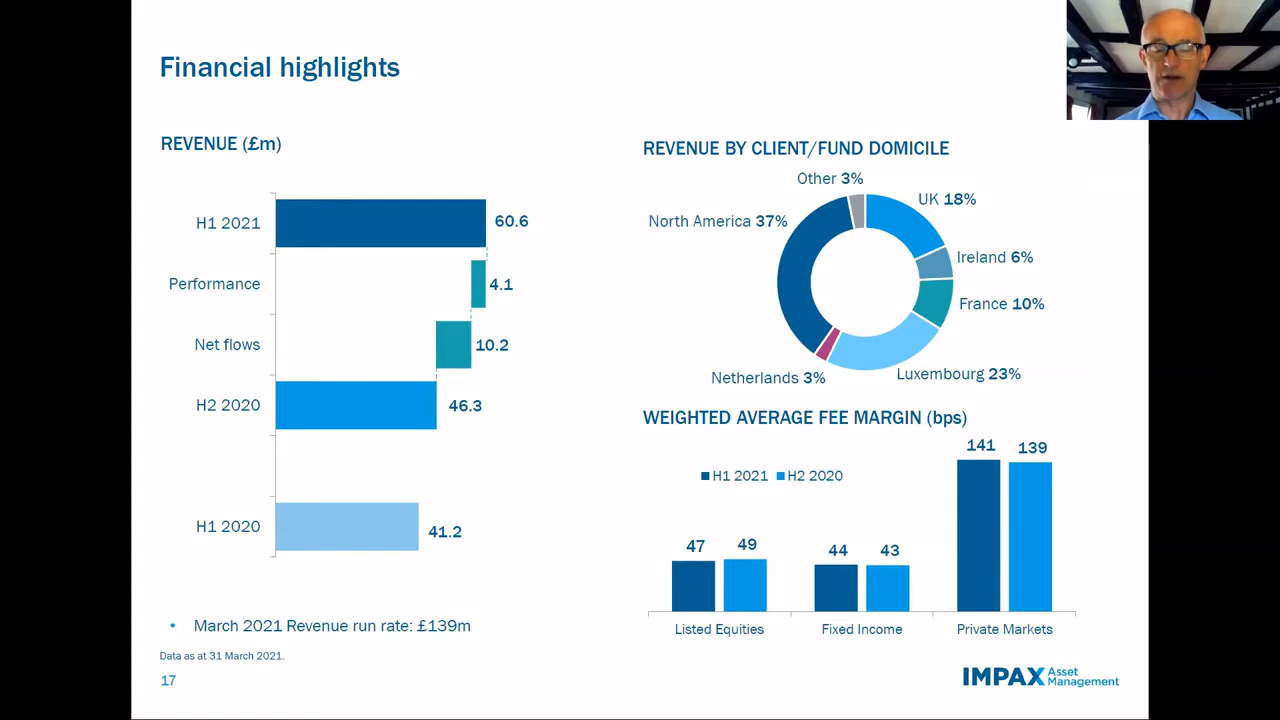 Financial highlights
REVENUE (£m)
H1 2021 60.6
Performance 4.1
Net flows 10.2
H2 2020 46.3
H1 2020 41.2
• March 2021 Revenue run rate: £139m
Data as at 31 March 2021.
17
REVENUE BY CLIENT/FUND DOMICILE
Other 3%
UK 18%
North America 37%
Ireland 6%
France 10%
Luxembourg 23%
Netherlands 3%
WEIGHTED AVERAGE FEE MARGIN (bps)
H1 2021 H2 2020
47 49 44 43 141 139
Listed Equities Fixed Income Private Markets
IMPAX Asset
Management